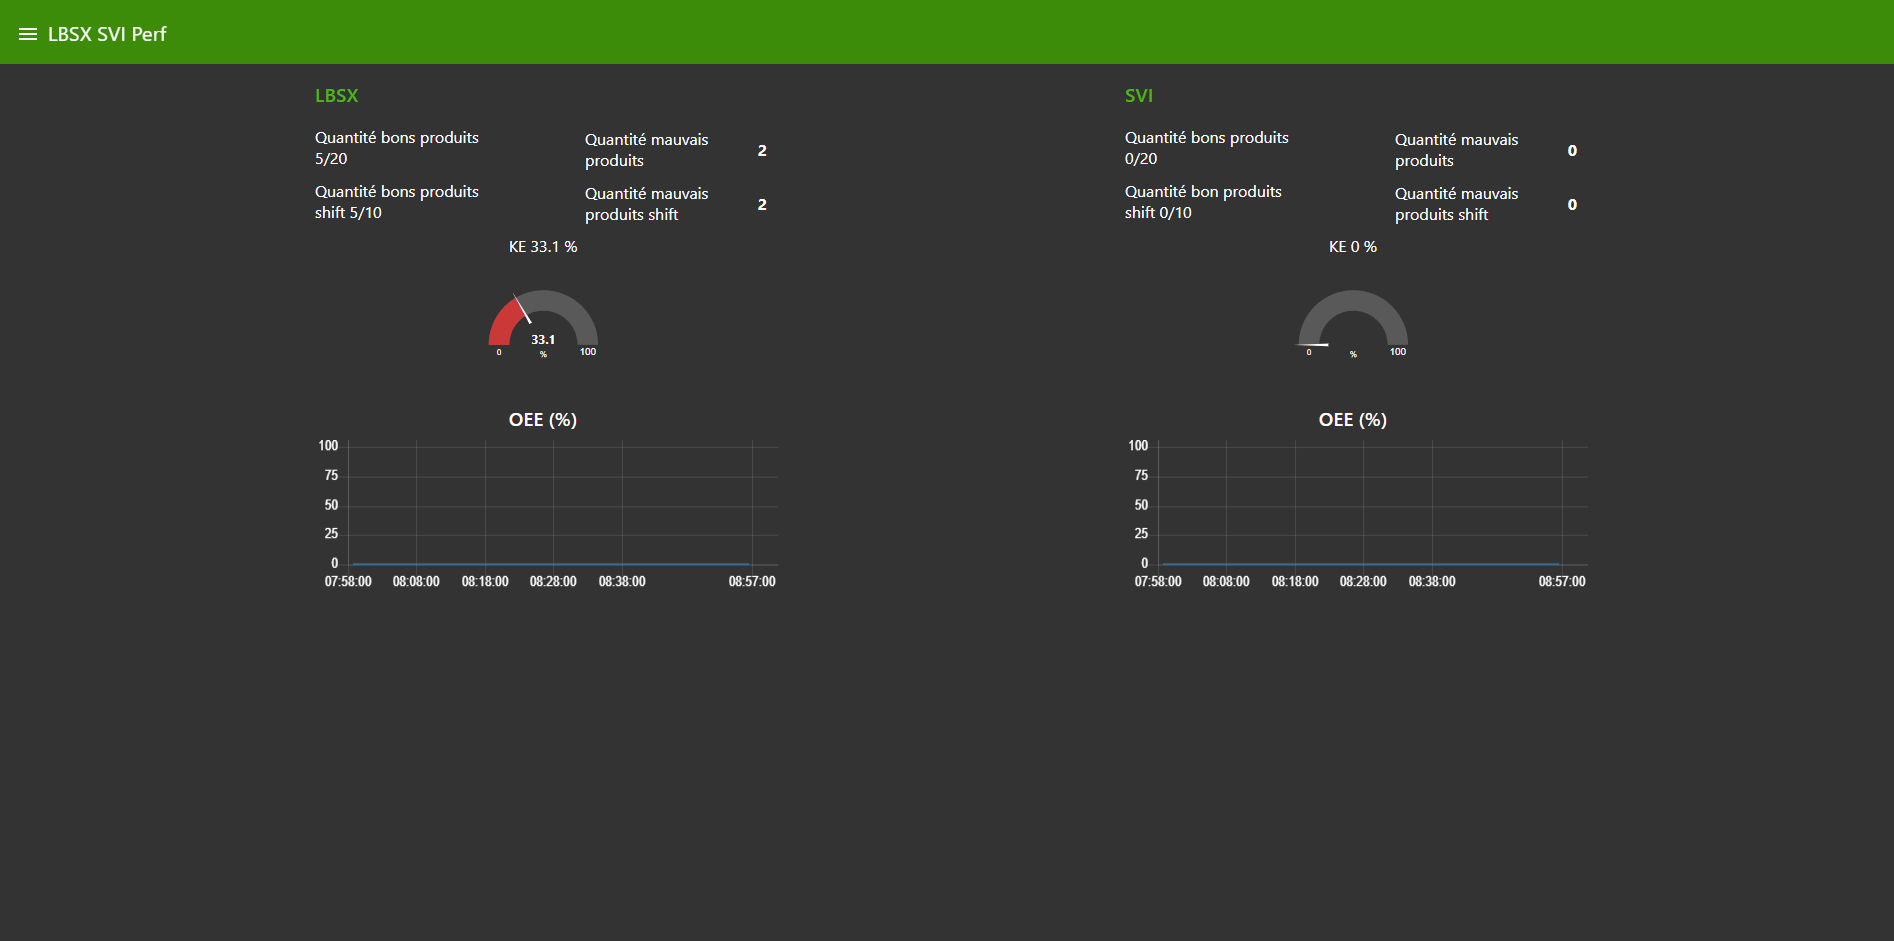 LBSX SVI Perf
LBSX
Quantité bons produits
5/20
Quantité mauvais
produits
2
Quantité bons produits
shift 5/10
Quantité mauvais
produits shift
2
KE 33.1 %
33.1
0
%
100
OEE (%)
100
75
50
25
0
07:58:00 08:08:00 08:18:00 08:28:00 08:38:00 08:57:00
SVI
Quantité bons produits
0/20
Quantité mauvais
produits
0
Quantité bon produits
shift 0/10
Quantité mauvais
produits shift
0
KE 0 %
0
%
100
OEE (%)
100
75
50
25
0
07:58:00 08:08:00 08:18:00 08:28:00 08:38:00 08:57:00